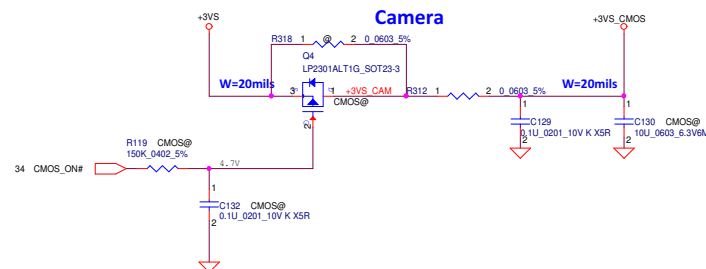 Camera
+3VS
+3VS_CMOS
R318 1 @ 2 0_0603_5%
Q4
LP2301ALT1G_SOT23-3
W=20mils
3 1 +3VS_CAM R312 1 2 0_0603_5%
W=20mils
CMOS@
2
1
C129
0.1U_0201_10V K X5R
2
1
C130 CMOS@
10U_0603_6.3V6M
2
R119 CMOS@
150K_0402_5%
34 CMOS_ON#
4.7V
1
C132 CMOS@
0.1U_0201_10V K X5R
2